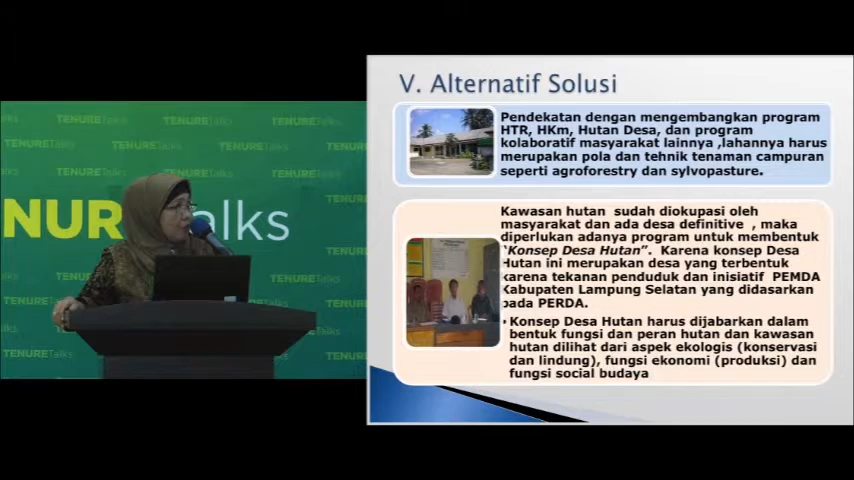 V. Alternatif Solusi
Pendekatan dengan mengembangkan program
HTR, HKm, Hutan Desa, dan program
kolaboratif masyarakat lainnya ,lahannya harus
merupakan pola dan tehnik tenaman campuran
seperti agroforestry dan sylvopasture.
Kawasan hutan sudah diokupasi oleh
masyarakat dan ada desa definitive , maka
diperlukan adanya program untuk membentuk
"Konsep Desa Hutan". Karena konsep Desa
Hutan ini merupakan desa yang terbentuk
karena tekanan penduduk dan inisiatif PEMDA
Kabupaten Lampung Selatan yang didasarkan
pada PERDA.
• Konsep Desa Hutan harus dijabarkan dalam
bentuk fungsi dan peran hutan dan kawasan
hutan dilihat dari aspek ekologis (konservasi
dan lindung), fungsi ekonomi (produksi) dan
fungsi social budaya
TENURETalks TENURETalks TENURETalks
TENURETalks TENURETalks
NUR Talks